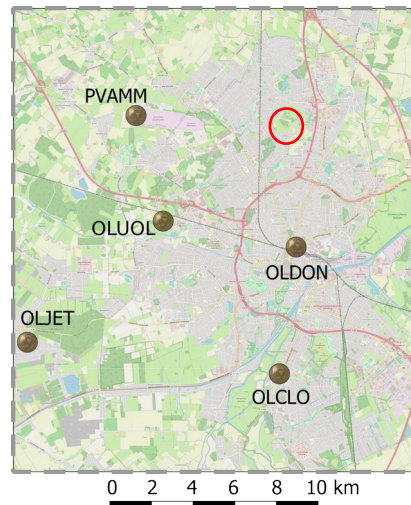 PVAMM
OLUOL
OLDON
OLJET
OLCLO
0 2 4 6 8 10 km